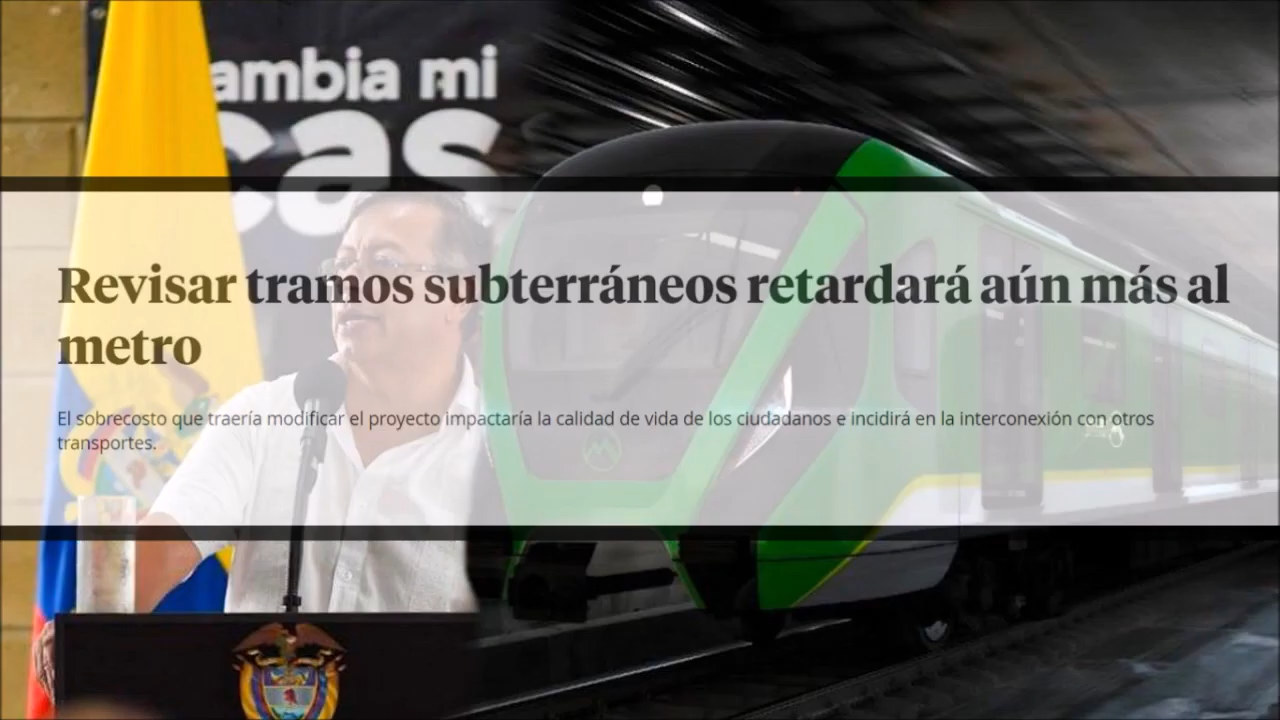 ambia mi
cas
Revisar tramos subterráneos retardará aún más al
metro
El sobrecosto que traería modificar el proyecto impactaría la calidad de vida de los ciudadanos e incidirá en la interconexión con otros
transportes.